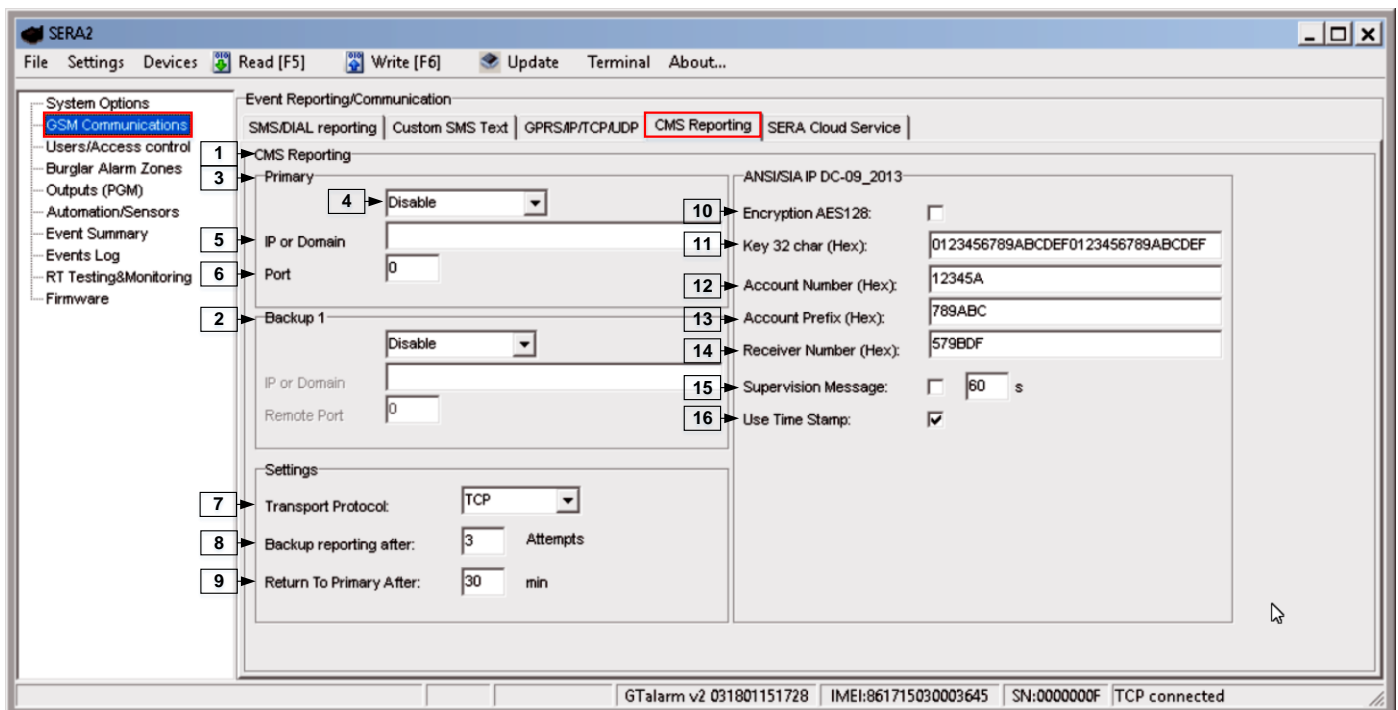 SERA2
File Settings Devices Read [F5] Write [F6] Update Terminal About...
System Options
GSM Communications
Users/Access control
Burglar Alarm Zones
Outputs (PGM)
Automation/Sensors
Event Summary
Events Log
RT Testing&Monitoring
Firmware
Event Reporting/Communication
SMS/DIAL reporting Custom SMS Text GPRS/IP/TCP/UDP CMS Reporting SERA Cloud Service
1 CMS Reporting
3 Primary
4 Disable
5 IP or Domain
6 Port 0
2 Backup 1
Disable
IP or Domain
Remote Port 0
Settings
7 Transport Protocol: TCP
8 Backup reporting after: 3 Attempts
9 Return To Primary After: 30 min
ANSI/SIA IP DC-09_2013
10 Encryption AES128:
11 Key 32 char (Hex): 0123456789ABCDEF0123456789ABCDEF
12 Account Number (Hex): 12345A
13 Account Prefix (Hex): 789ABC
14 Receiver Number (Hex): 579BDF
15 Supervision Message: 60 s
16 Use Time Stamp:
GTalarm v2 031801151728 IMEI:861715030003645 SN:0000000F TCP connected